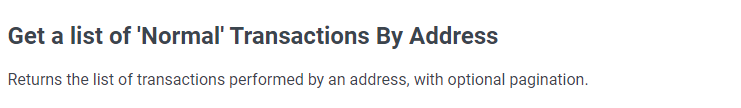 Get a list of 'Normal' Transactions By Address
Returns the list of transactions performed by an address, with optional pagination.